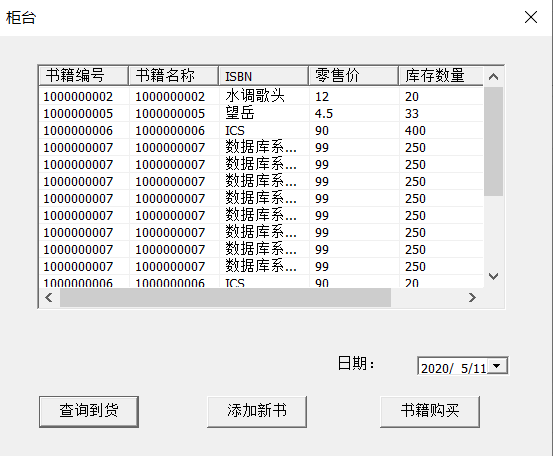 柜台
书籍编号 书籍名称 ISBN 零售价 库存数量
1000000002 1000000002 水调歌头 12 20
1000000005 1000000005 望岳 4.5 33
1000000006 1000000006 ICS 90 400
1000000007 1000000007 数据库系... 99 250
1000000007 1000000007 数据库系... 99 250
1000000007 1000000007 数据库系... 99 250
1000000007 1000000007 数据库系... 99 250
1000000007 1000000007 数据库系... 99 250
1000000007 1000000007 数据库系... 99 250
1000000007 1000000007 数据库系... 99 250
1000000007 1000000007 数据库系... 99 250
1000000006 1000000006 ICS 90 20
日期： 2020/ 5/11
查询到货 添加新书 书籍购买